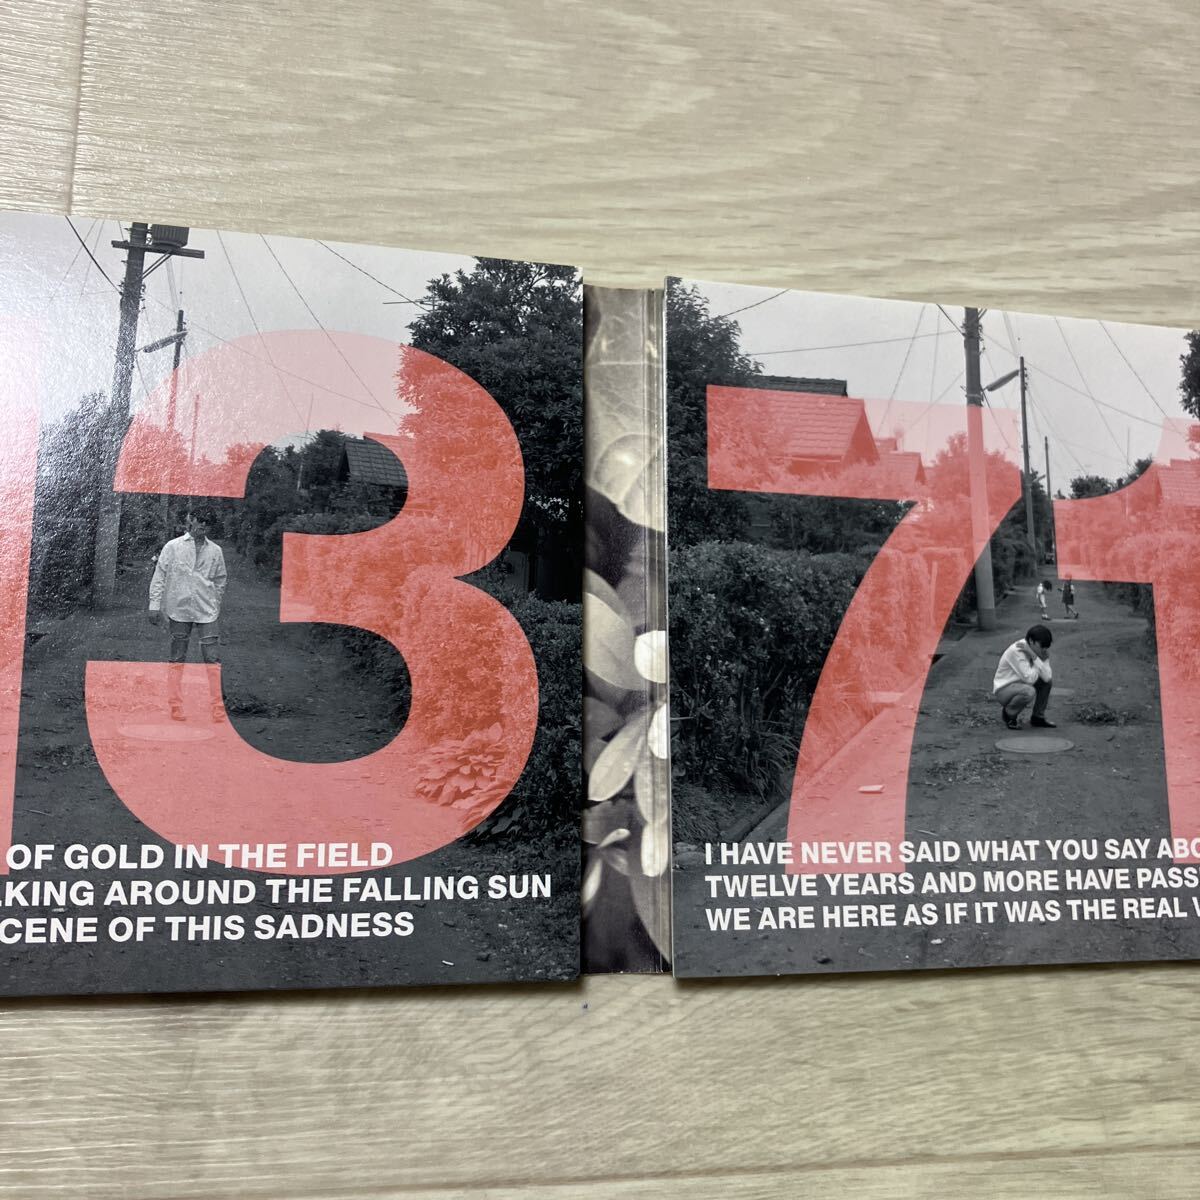 13
OF GOLD IN THE FIELD
LKING AROUND THE FALLING SUN
CENE OF THIS SADNESS
71
I HAVE NEVER SAID WHAT YOU SAY ABO
TWELVE YEARS AND MORE HAVE PASS
WE ARE HERE AS IF IT WAS THE REAL